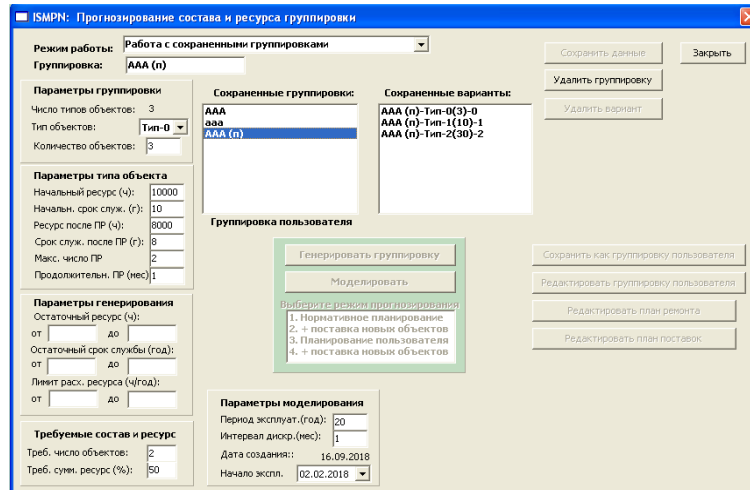 ISMPN: Прогнозирование состава и ресурса группировки
Режим работы: Работа с сохраненными группировками
Группировка: AAA (п)
Сохранить данные
Закрыть
Удалить группировку
Удалить вариант
Параметры группировки
Число типов объектов: 3
Тип объектов: Тип-0
Количество объектов: 3
Сохраненные группировки:
AAA
aaa
AAA (п)
Сохраненные варианты:
AAA (п)-Тип-0(3)-0
AAA (п)-Тип-1(10)-1
AAA (п)-Тип-2(30)-2
Параметры типа объекта
Начальный ресурс (ч): 10000
Начальн. срок служ. (г): 10
Ресурс после ПР (ч): 8000
Срок служ. после ПР (г): 8
Макс. число ПР 2
Продолжительн. ПР (мес) 1
Группировка пользователя
Генерировать группировку
Моделировать
Выберите режим прогнозирования
1. Нормативное планирование
2. + поставка новых объектов
3. Планирование пользователя
4. + поставка новых объектов
Сохранить как группировку пользователя
Редактировать группировку пользователя
Редактировать план ремонта
Редактировать план поставок
Параметры генерирования
Остаточный ресурс (ч):
от до
Остаточный срок службы (год):
от до
Лимит расх. ресурса (ч/год):
от до
Требуемые состав и ресурс
Треб. число объектов: 2
Треб. сумм. ресурс (%): 50
Параметры моделирования
Период эксплуат.(год): 20
Интервал дискр.(мес): 1
Дата создания:: 16.09.2018
Начало экспл. 02.02.2018